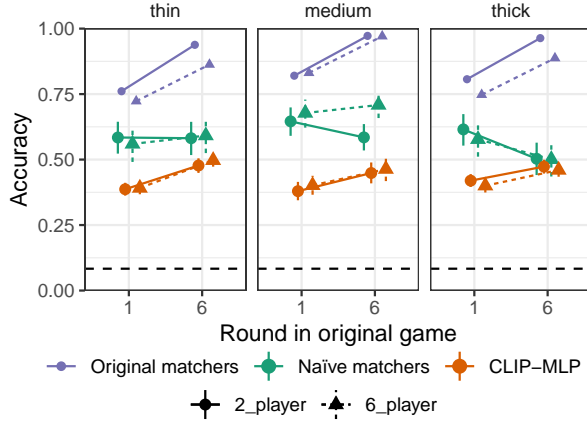 thin medium thick
1.00
0.75
0.50
0.25
0.00
Accuracy
1 6 1 6 1 6
Round in original game
Original matchers Naïve matchers CLIP−MLP
2_player 6_player